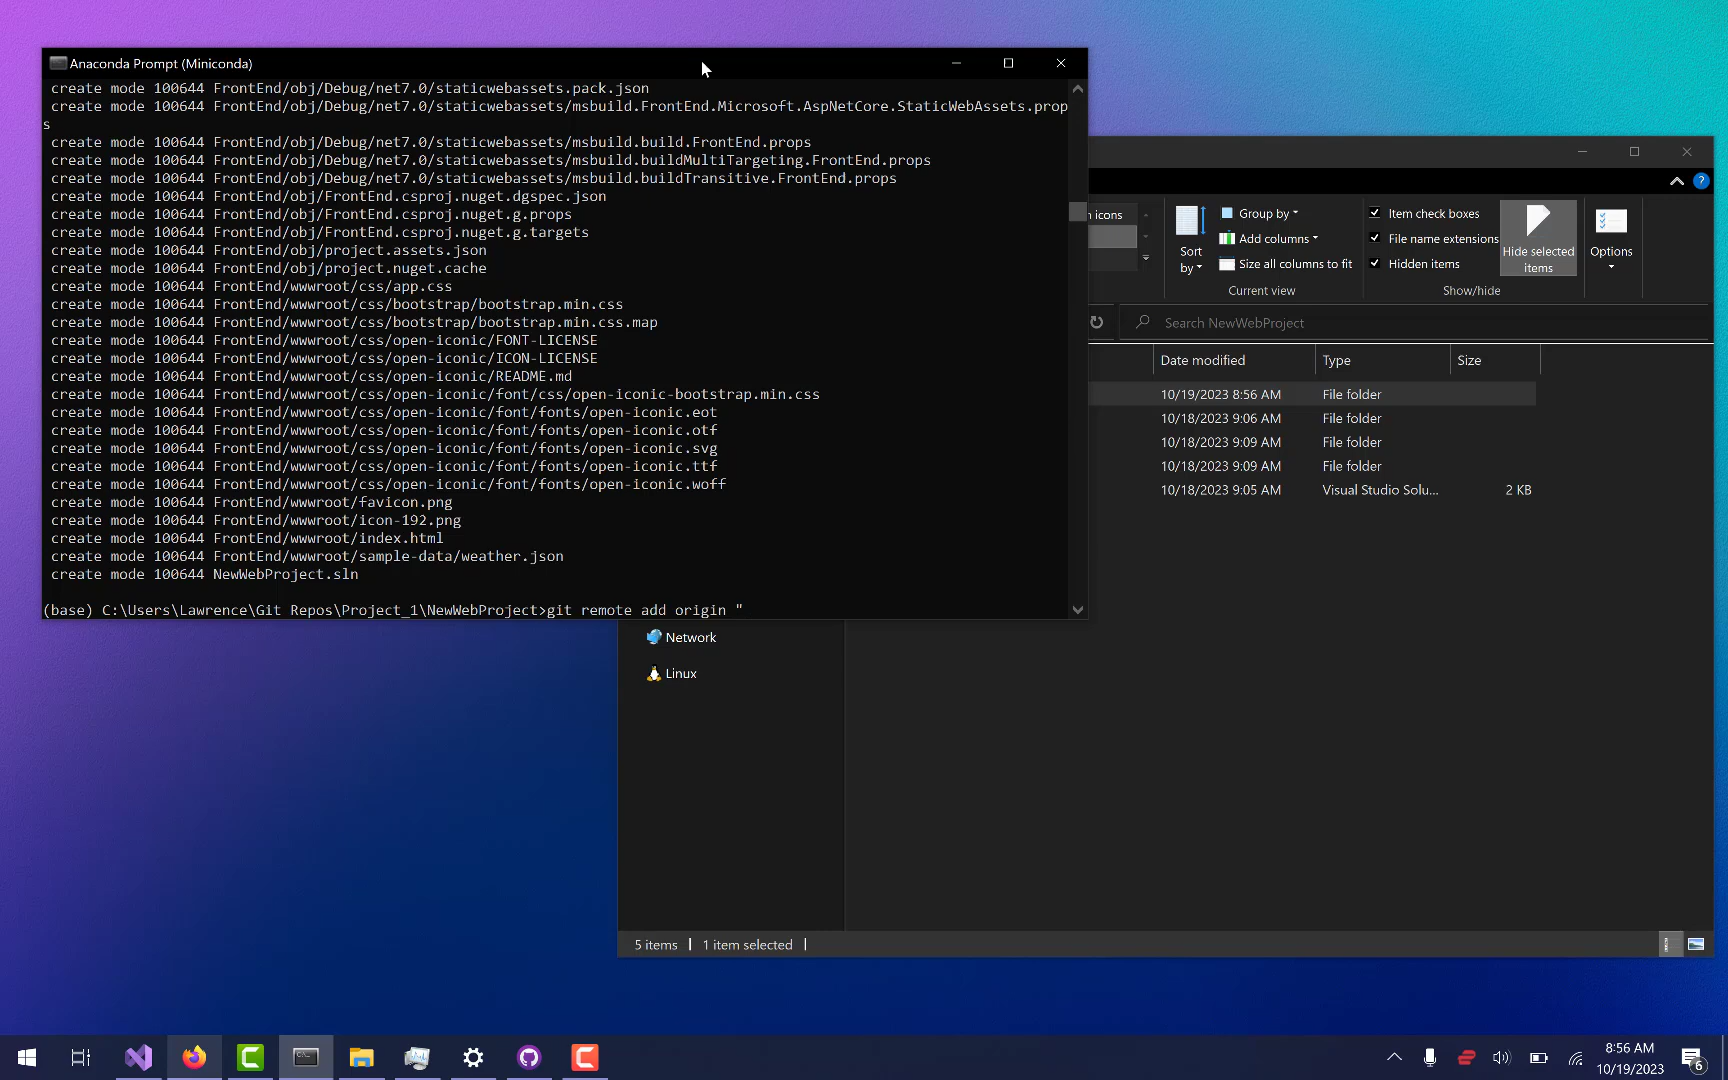 Anaconda Prompt (Miniconda)
create mode 100644 FrontEnd/obj/Debug/net7.0/staticwebassets.pack.json
create mode 100644 FrontEnd/obj/Debug/net7.0/staticwebassets/msbuild.FrontEnd.Microsoft.AspNetCore.StaticWebAssets.prop
s
create mode 100644 FrontEnd/obj/Debug/net7.0/staticwebassets/msbuild.build.FrontEnd.props
create mode 100644 FrontEnd/obj/Debug/net7.0/staticwebassets/msbuild.buildMultiTargeting.FrontEnd.props
create mode 100644 FrontEnd/obj/Debug/net7.0/staticwebassets/msbuild.buildTransitive.FrontEnd.props
create mode 100644 FrontEnd/obj/FrontEnd.csproj.nuget.dgspec.json
create mode 100644 FrontEnd/obj/FrontEnd.csproj.nuget.g.props
create mode 100644 FrontEnd/obj/FrontEnd.csproj.nuget.g.targets
create mode 100644 FrontEnd/obj/project.assets.json
create mode 100644 FrontEnd/obj/project.nuget.cache
create mode 100644 FrontEnd/wwwroot/css/app.css
create mode 100644 FrontEnd/wwwroot/css/bootstrap/bootstrap.min.css
create mode 100644 FrontEnd/wwwroot/css/bootstrap/bootstrap.min.css.map
create mode 100644 FrontEnd/wwwroot/css/open-iconic/FONT-LICENSE
create mode 100644 FrontEnd/wwwroot/css/open-iconic/ICON-LICENSE
create mode 100644 FrontEnd/wwwroot/css/open-iconic/README.md
create mode 100644 FrontEnd/wwwroot/css/open-iconic/font/css/open-iconic-bootstrap.min.css
create mode 100644 FrontEnd/wwwroot/css/open-iconic/font/fonts/open-iconic.eot
create mode 100644 FrontEnd/wwwroot/css/open-iconic/font/fonts/open-iconic.otf
create mode 100644 FrontEnd/wwwroot/css/open-iconic/font/fonts/open-iconic.svg
create mode 100644 FrontEnd/wwwroot/css/open-iconic/font/fonts/open-iconic.ttf
create mode 100644 FrontEnd/wwwroot/css/open-iconic/font/fonts/open-iconic.woff
create mode 100644 FrontEnd/wwwroot/favicon.png
create mode 100644 FrontEnd/wwwroot/icon-192.png
create mode 100644 FrontEnd/wwwroot/index.html
create mode 100644 FrontEnd/wwwroot/sample-data/weather.json
create mode 100644 NewWebProject.sln
(base) C:\Users\Lawrence\Git Repos\Project_1\NewWebProject>git remote add origin "
icons
Sort
by
Group by
Add columns
Size all columns to fit
Current view
Item check boxes
File name extensions
Hidden items
Hide selected
items
Show/hide
Options
Search NewWebProject
Date modified Type Size
10/19/2023 8:56 AM File folder
10/18/2023 9:06 AM File folder
10/18/2023 9:09 AM File folder
10/18/2023 9:09 AM File folder
10/18/2023 9:05 AM Visual Studio Solu... 2 KB
Network
Linux
5 items 1 item selected
8:56 AM
10/19/2023
6